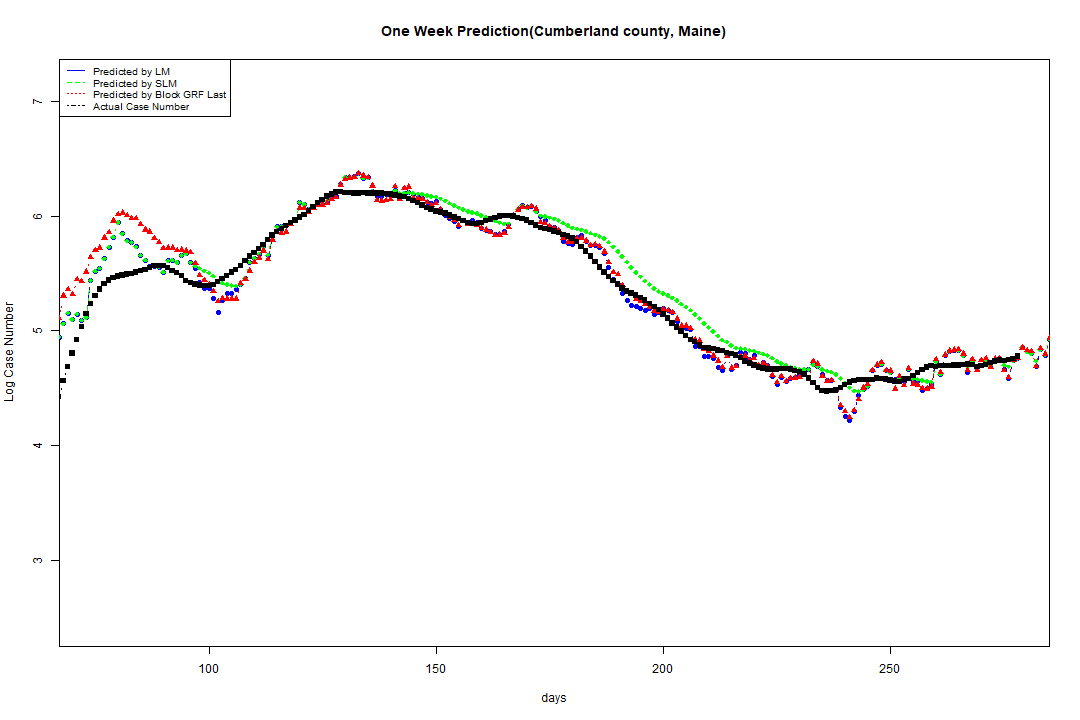 One Week Prediction(Cumberland county, Maine)
Predicted by LM
Predicted by SLM
Predicted by Block GRF Last
Actual Case Number
7
6
5
4
3
Log Case Number
100 150 200 250
days